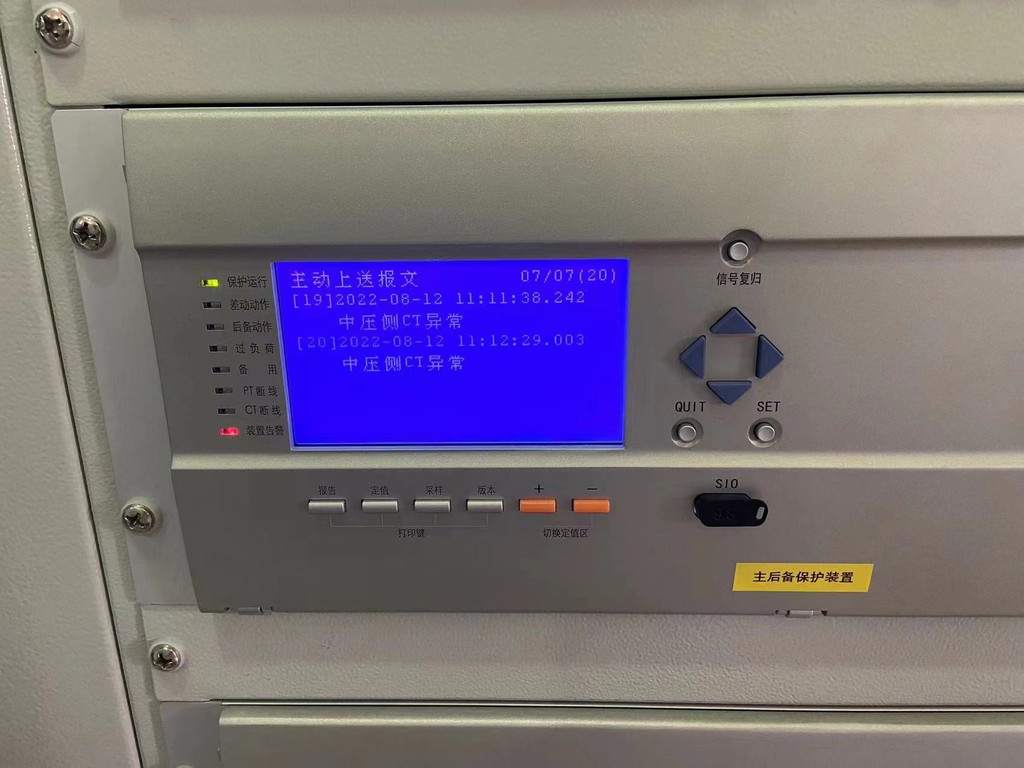 信号复归
主动上送报文 07/07(20)
[19]2022-08-12 11:11:38.242
中压侧CT异常
[20]2022-08-12 11:12:29.003
中压侧CT异常
保护运行
差动动作
后备动作
过负荷
备用
PT断线
CT断线
装置告警
QUIT SET
报告 定值 采样 版本 + −
打印键 切换定值区
SIO
主后备保护装置